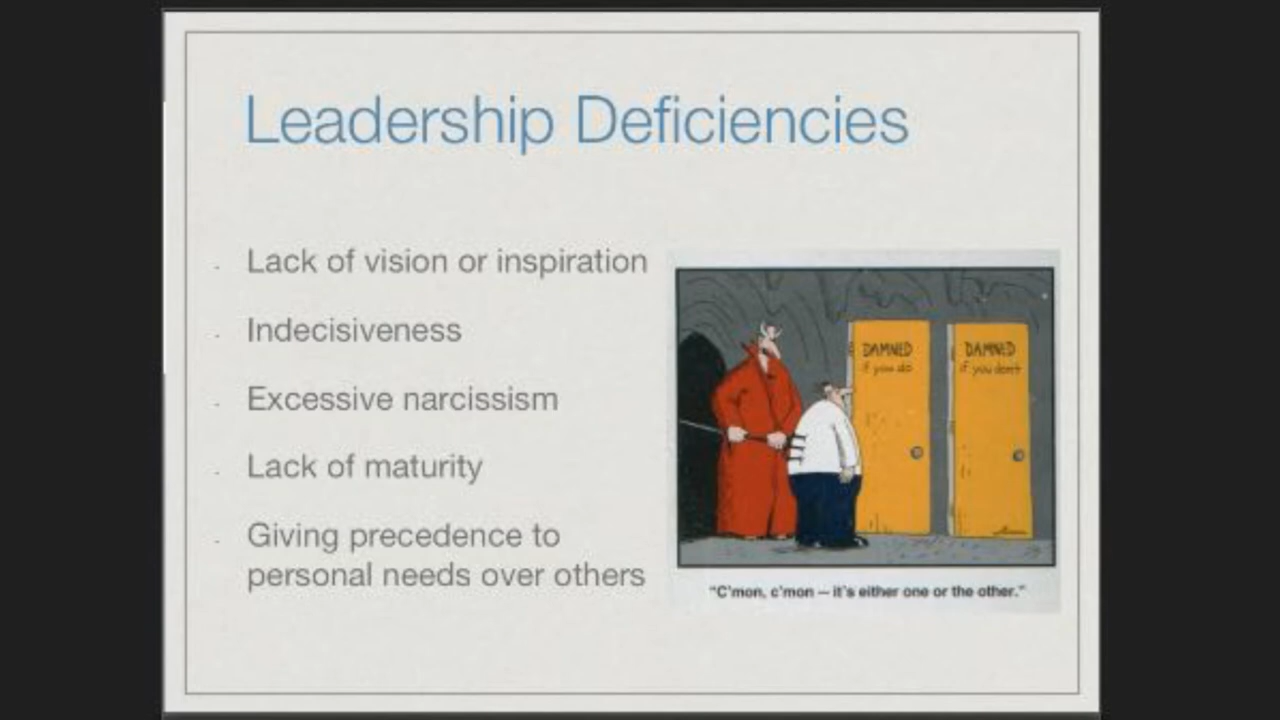 Leadership Deficiencies
Lack of vision or inspiration
Indecisiveness
Excessive narcissism
Lack of maturity
Giving precedence to
personal needs over others
DAMNED
if you do
DAMNED
if you don't
"C'mon, c'mon — it's either one or the other."